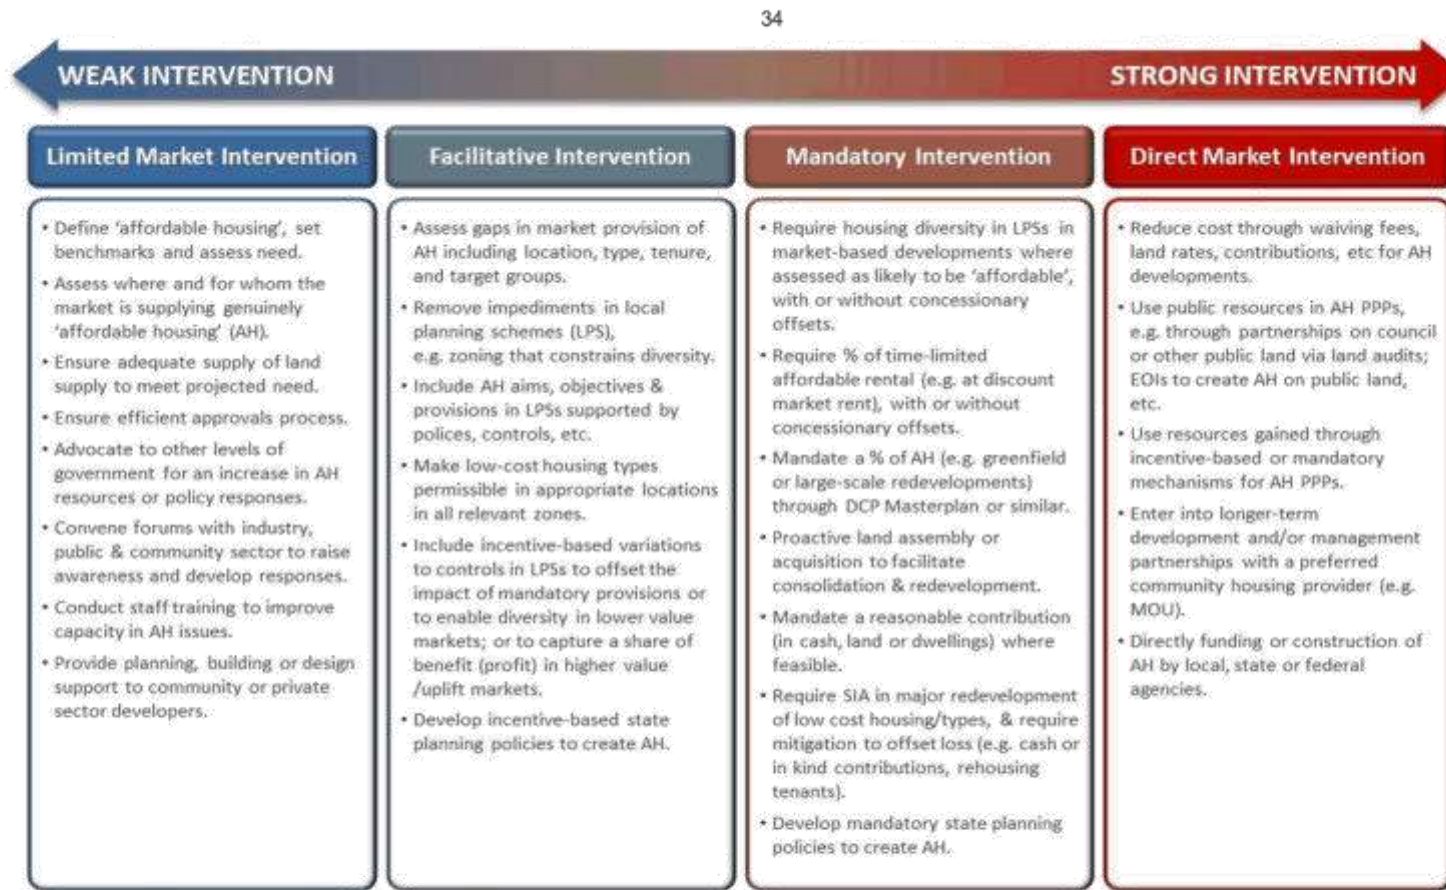 34
WEAK INTERVENTION
STRONG INTERVENTION
Limited Market Intervention
• Define 'affordable housing', set
benchmarks and assess need.
• Assess where and for whom the
market is supplying genuinely
'affordable housing' (AH).
• Ensure adequate supply of land
supply to meet projected need.
• Ensure efficient approvals process.
• Advocate to other levels of
government for an increase in AH
resources or policy responses.
• Convene forums with industry,
public & community sector to raise
awareness and develop responses.
• Conduct staff training to improve
capacity in AH issues.
• Provide planning, building or design
support to community or private
sector developers.
Facilitative Intervention
• Assess gaps in market provision of
AH including location, type, tenure,
and target groups.
• Remove impediments in local
planning schemes (LPS),
e.g. zoning that constrains diversity.
• Include AH aims, objectives &
provisions in LPSs supported by
polices, controls, etc.
• Make low-cost housing types
permissible in appropriate locations
in all relevant zones.
• Include incentive-based variations
to controls in LPSs to offset the
impact of mandatory provisions or
to enable diversity in lower value
markets; or to capture a share of
benefit (profit) in higher value
/uplift markets.
• Develop incentive-based state
planning policies to create AH.
Mandatory Intervention
• Require housing diversity in LPSs in
market-based developments where
assessed as likely to be 'affordable',
with or without concessionary
offsets.
• Require % of time-limited
affordable rental (e.g. at discount
market rent), with or without
concessionary offsets.
• Mandate a % of AH (e.g. greenfield
or large-scale redevelopments)
through DCP Masterplan or similar.
• Proactive land assembly or
acquisition to facilitate
consolidation & redevelopment.
• Mandate a reasonable contribution
(in cash, land or dwellings) where
feasible.
• Require SIA in major redevelopment
of low cost housing/types, & require
mitigation to offset loss (e.g. cash or
in kind contributions, rehousing
tenants).
• Develop mandatory state planning
policies to create AH.
Direct Market Intervention
• Reduce cost through waiving fees,
land rates, contributions, etc for AH
developments.
• Use public resources in AH PPPs,
e.g. through partnerships on council
or other public land via land audits;
EOIs to create AH on public land,
etc.
• Use resources gained through
incentive-based or mandatory
mechanisms for AH PPPs.
• Enter into longer-term
development and/or management
partnerships with a preferred
community housing provider (e.g.
MOU).
• Directly funding or construction of
AH by local, state or federal
agencies.